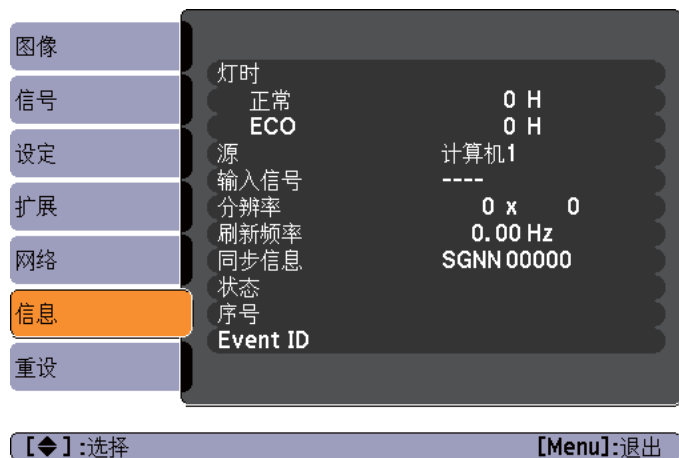 图像
信号
设定
扩展
网络
信息
重设
灯时
正常 0 H
ECO 0 H
源 计算机1
输入信号 ----
分辨率 0 x 0
刷新频率 0.00 Hz
同步信息 SGNN 00000
状态
序号
Event ID
[◆]:选择 [Menu]:退出